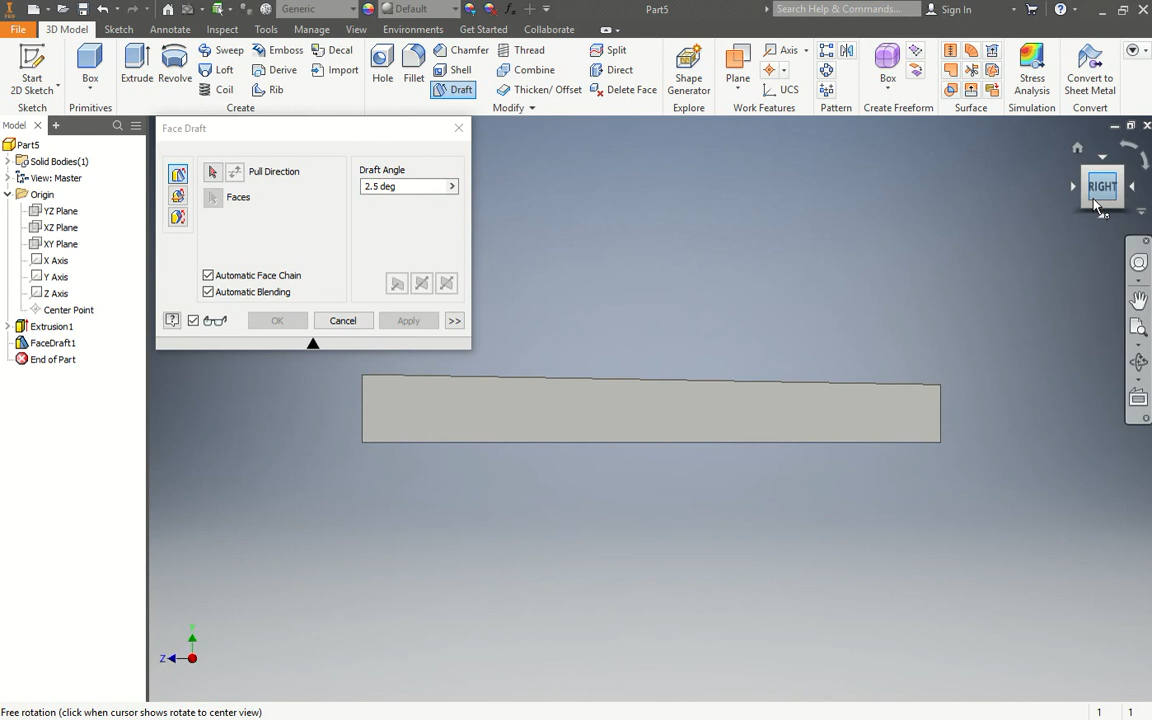 PRO
Generic
Default
fx
Part5
Search Help & Commands...
Sign In
File
3D Model
Sketch
Annotate
Inspect
Tools
Manage
View
Environments
Get Started
Collaborate
Start
2D Sketch
Box
Extrude
Revolve
Sweep
Loft
Coil
Emboss
Derive
Rib
Decal
Import
Hole
Fillet
Chamfer
Shell
Draft
Thread
Combine
Thicken/ Offset
Split
Direct
Delete Face
Shape
Generator
Plane
Axis
UCS
Box
Stress
Analysis
Convert to
Sheet Metal
Sketch
Primitives
Create
Modify
Explore
Work Features
Pattern
Create Freeform
Surface
Simulation
Convert
Model
Part5
Solid Bodies(1)
View: Master
Origin
YZ Plane
XZ Plane
XY Plane
X Axis
Y Axis
Z Axis
Center Point
Extrusion1
FaceDraft1
End of Part
Face Draft
Pull Direction
Faces
Draft Angle
2.5 deg
Automatic Face Chain
Automatic Blending
OK
Cancel
Apply
>>
RIGHT
Y
Z
Free rotation (click when cursor shows rotate to center view)
1
1